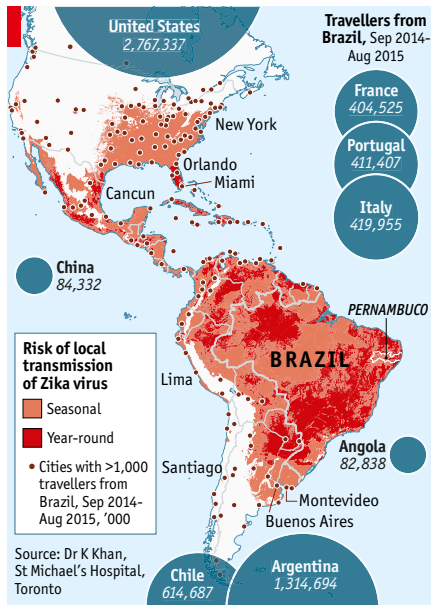 United States
2,767,337
Travellers from
Brazil, Sep 2014-
Aug 2015
France
404,525
Portugal
411,407
Italy
419,955
New York
Orlando
Miami
Cancun
China
84,332
PERNAMBUCO
BRAZIL
Risk of local
transmission
of Zika virus
Seasonal
Year-round
Cities with >1,000
travellers from
Brazil, Sep 2014-
Aug 2015, ’000
Lima
Santiago
Angola
82,838
Montevideo
Buenos Aires
Source: Dr K Khan,
St Michael’s Hospital,
Toronto
Chile
614,687
Argentina
1,314,694